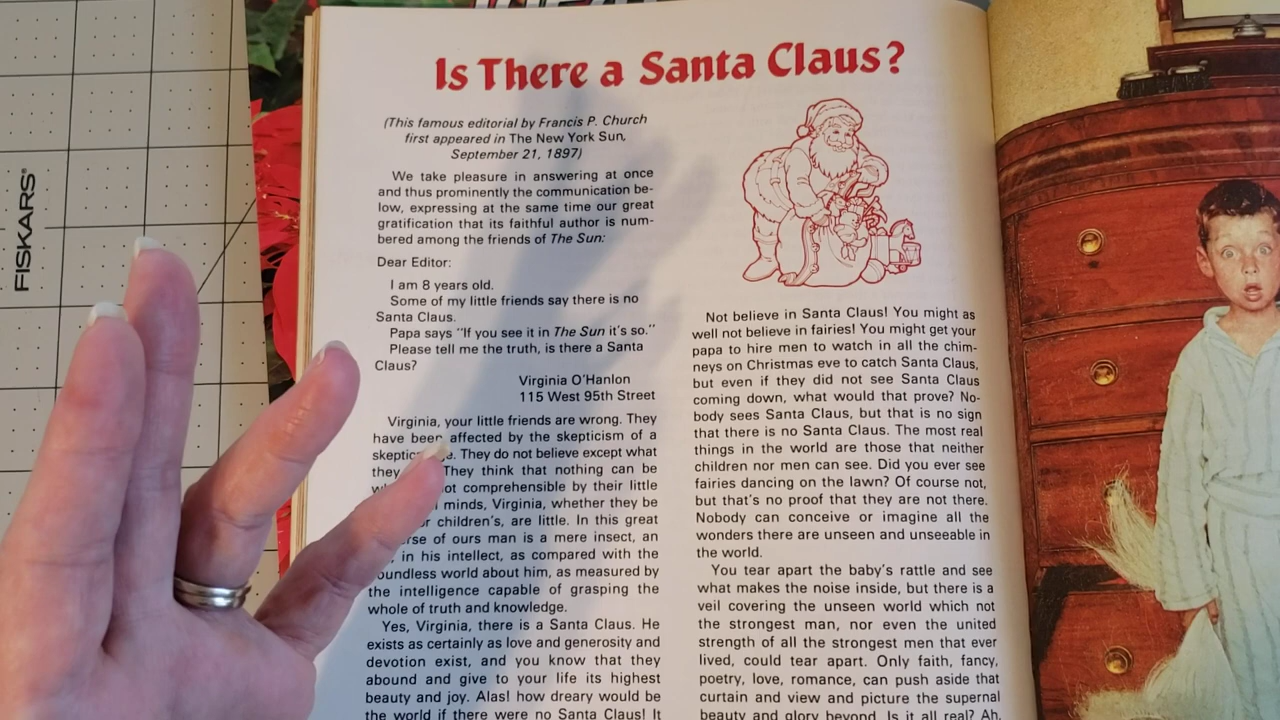 FISKARS®
Is There a Santa Claus?
(This famous editorial by Francis P. Church
first appeared in The New York Sun,
September 21, 1897)
We take pleasure in answering at once
and thus prominently the communication be-
low, expressing at the same time our great
gratification that its faithful author is num-
bered among the friends of The Sun:
Dear Editor:
I am 8 years old.
Some of my little friends say there is no
Santa Claus.
Papa says "If you see it in The Sun it's so."
Please tell me the truth, is there a Santa
Claus?
Virginia O'Hanlon
115 West 95th Street
Virginia, your little friends are wrong. They
have been affected by the skepticism of a
They do not believe except what
they They think that nothing can be
not comprehensible by their little
minds, Virginia, whether they be
or children's, are little. In this great
of ours man is a mere insect, an
in his intellect, as compared with the
boundless world about him, as measured by
the intelligence capable of grasping the
whole of truth and knowledge.
Yes, Virginia, there is a Santa Claus. He
exists as certainly as love and generosity and
devotion exist, and you know that they
abound and give to your life its highest
beauty and joy. Alas! how dreary would be
the world if there were no Santa Claus! It
Not believe in Santa Claus! You might as
well not believe in fairies! You might get your
papa to hire men to watch in all the chim-
neys on Christmas eve to catch Santa Claus,
but even if they did not see Santa Claus
coming down, what would that prove? No-
body sees Santa Claus, but that is no sign
that there is no Santa Claus. The most real
things in the world are those that neither
children nor men can see. Did you ever see
fairies dancing on the lawn? Of course not,
but that's no proof that they are not there.
Nobody can conceive or imagine all the
wonders there are unseen and unseeable in
the world.
You tear apart the baby's rattle and see
what makes the noise inside, but there is a
veil covering the unseen world which not
the strongest man, nor even the united
strength of all the strongest men that ever
lived, could tear apart. Only faith, fancy,
poetry, love, romance, can push aside that
curtain and view and picture the supernal
beauty and glory beyond. Is it all real? Ah,